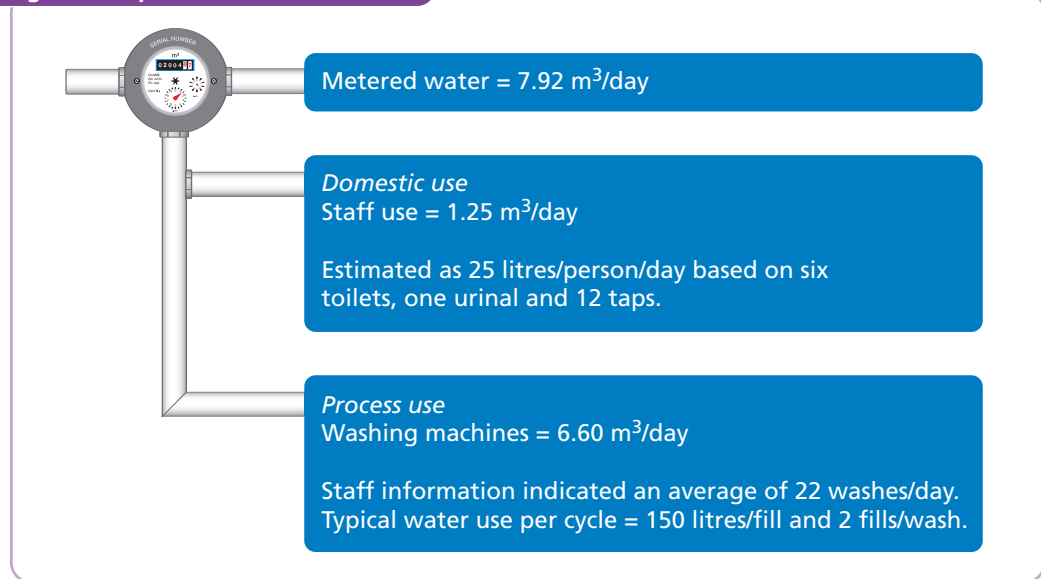 SERIAL NUMBER
m³
Metered water = 7.92 m³/day
Domestic use
Staff use = 1.25 m³/day
Estimated as 25 litres/person/day based on six
toilets, one urinal and 12 taps.
Process use
Washing machines = 6.60 m³/day
Staff information indicated an average of 22 washes/day.
Typical water use per cycle = 150 litres/fill and 2 fills/wash.